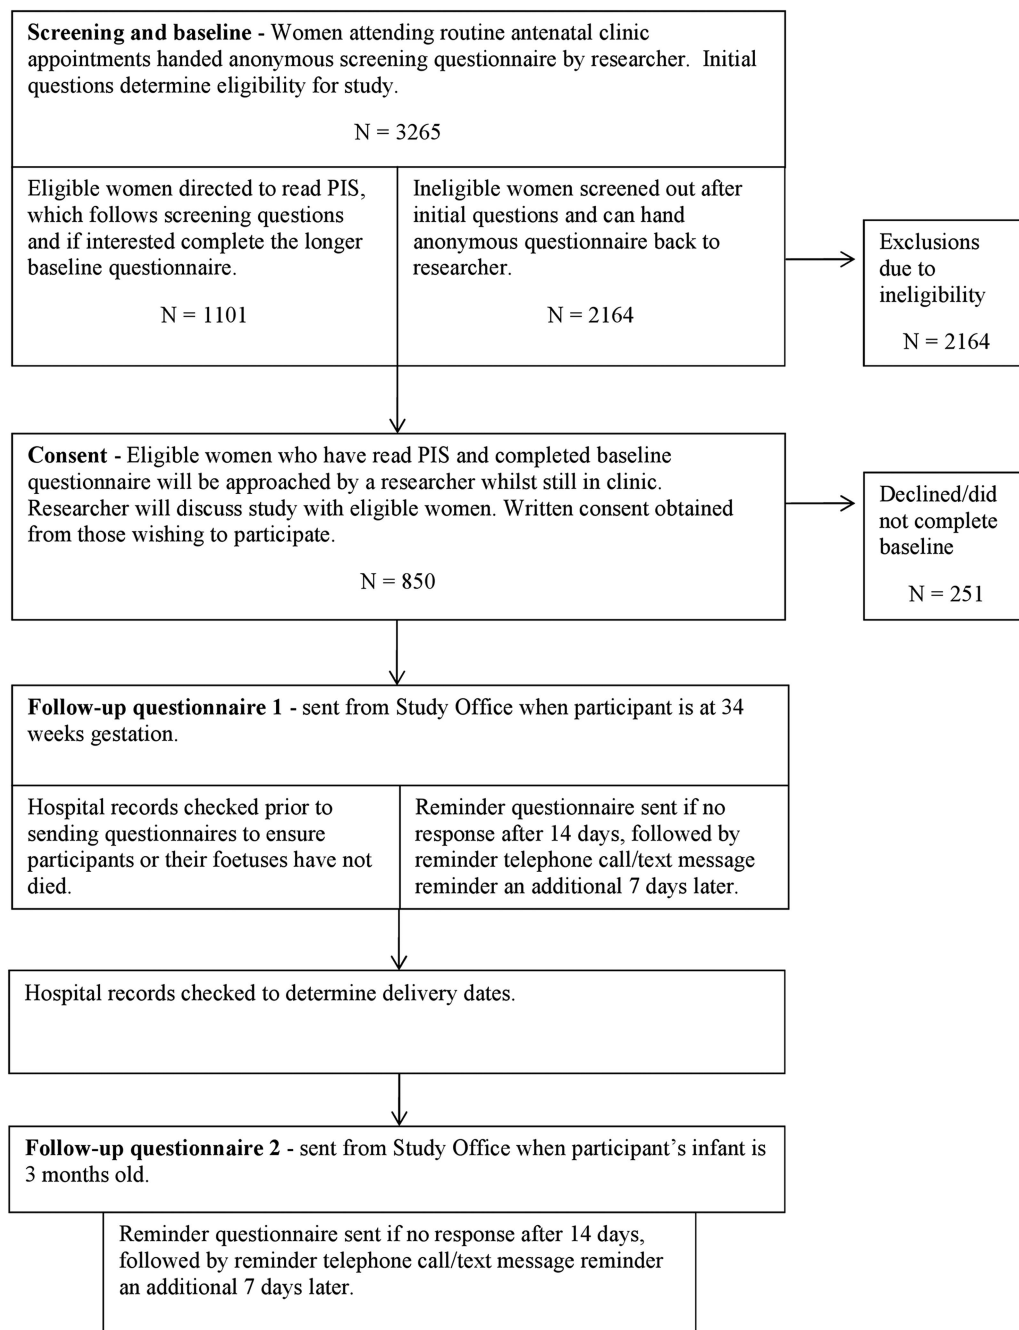 Screening and baseline - Women attending routine antenatal clinic
appointments handed anonymous screening questionnaire by researcher.  Initial
questions determine eligibility for study.
N = 3265
Eligible women directed to read PIS,
which follows screening questions
and if interested complete the longer
baseline questionnaire.
N = 1101
Ineligible women screened out after
initial questions and can hand
anonymous questionnaire back to
researcher.
N = 2164
Exclusions
due to
ineligibility
N = 2164
Consent - Eligible women who have read PIS and completed baseline
questionnaire will be approached by a researcher whilst still in clinic.
Researcher will discuss study with eligible women. Written consent obtained
from those wishing to participate.
N = 850
Declined/did
not complete
baseline
N = 251
Follow-up questionnaire 1 - sent from Study Office when participant is at 34
weeks gestation.
Hospital records checked prior to
sending questionnaires to ensure
participants or their foetuses have not
died.
Reminder questionnaire sent if no
response after 14 days, followed by
reminder telephone call/text message
reminder an additional 7 days later.
Hospital records checked to determine delivery dates.
Follow-up questionnaire 2 - sent from Study Office when participant’s infant is
3 months old.
Reminder questionnaire sent if no response after 14 days,
followed by reminder telephone call/text message reminder
an additional 7 days later.